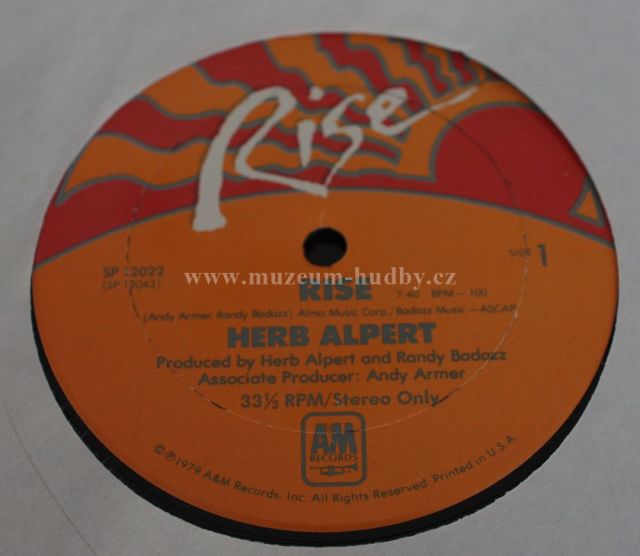 Rise
SP 12022
(SP 12043)
SIDE 1
www.muzeum-hudby.cz
RISE 7:40 BPM - 100
(Andy Armer, Randy Badazz) Almo Music Corp./Badazz Music - ASCAP
HERB ALPERT
Produced by Herb Alpert and Randy Badazz
Associate Producer: Andy Armer
33⅓ RPM/Stereo Only
A&M
RECORDS
© ℗ 1979 A&M Records, Inc. All Rights Reserved. Printed in U.S.A.